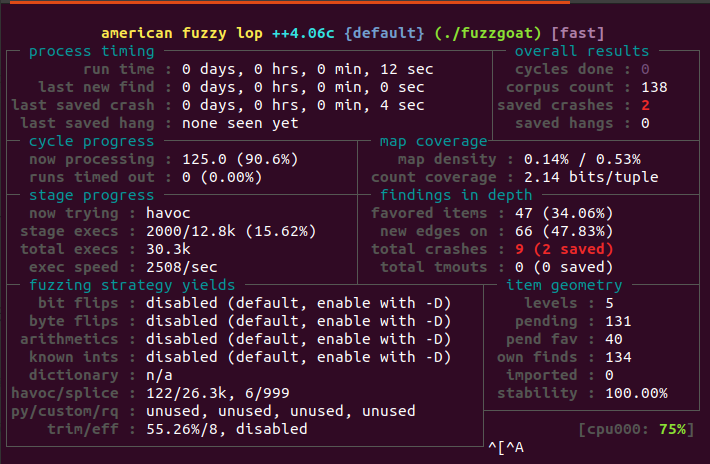 american fuzzy lop ++4.06c {default} (./fuzzgoat) [fast]
process timing overall results
run time : 0 days, 0 hrs, 0 min, 12 sec cycles done : 0
last new find : 0 days, 0 hrs, 0 min, 0 sec corpus count : 138
last saved crash : 0 days, 0 hrs, 0 min, 4 sec saved crashes : 2
last saved hang : none seen yet saved hangs : 0
cycle progress map coverage
now processing : 125.0 (90.6%) map density : 0.14% / 0.53%
runs timed out : 0 (0.00%) count coverage : 2.14 bits/tuple
stage progress findings in depth
now trying : havoc favored items : 47 (34.06%)
stage execs : 2000/12.8k (15.62%) new edges on : 66 (47.83%)
total execs : 30.3k total crashes : 9 (2 saved)
exec speed : 2508/sec total tmouts : 0 (0 saved)
fuzzing strategy yields item geometry
bit flips : disabled (default, enable with -D) levels : 5
byte flips : disabled (default, enable with -D) pending : 131
arithmetics : disabled (default, enable with -D) pend fav : 40
known ints : disabled (default, enable with -D) own finds : 134
dictionary : n/a imported : 0
havoc/splice : 122/26.3k, 6/999 stability : 100.00%
py/custom/rq : unused, unused, unused, unused
trim/eff : 55.26%/8, disabled [cpu000: 75%]
^[^A